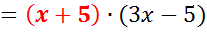 = (x + 5) · (3x − 5)